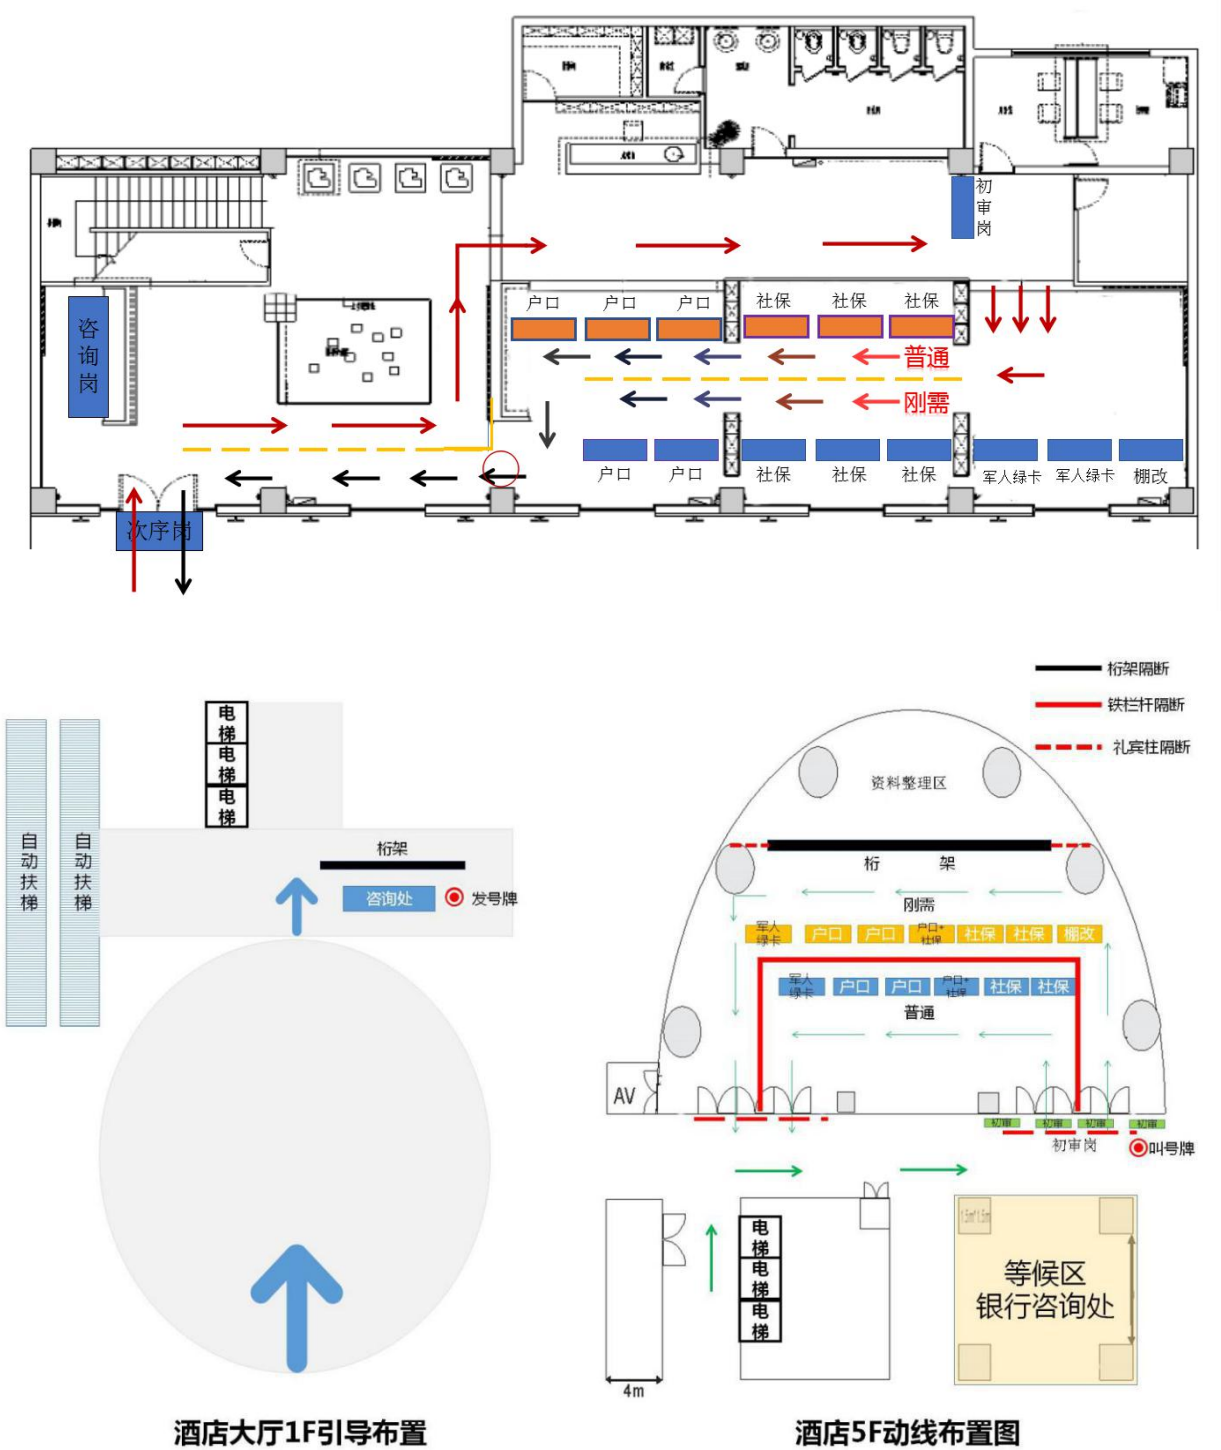 初审岗
咨询岗
户口 户口 户口 社保 社保 社保
普通
刚需
户口 户口 社保 社保 社保 军人绿卡 军人绿卡 棚改
次序岗
桁架隔断
铁栏杆隔断
礼宾柱隔断
电梯
电梯
电梯
自动扶梯
自动扶梯
桁架
咨询处
发号牌
酒店大厅1F引导布置
资料整理区
桁 架
刚需
军人绿卡 户口 户口 户口+社保 社保 社保 棚改
军人绿卡 户口 户口 户口+社保 社保 社保
普通
AV
初审 初审 初审 初审
初审岗
叫号牌
电梯
电梯
电梯
4m
1.5m*1.5m
等候区
银行咨询处
酒店5F动线布置图